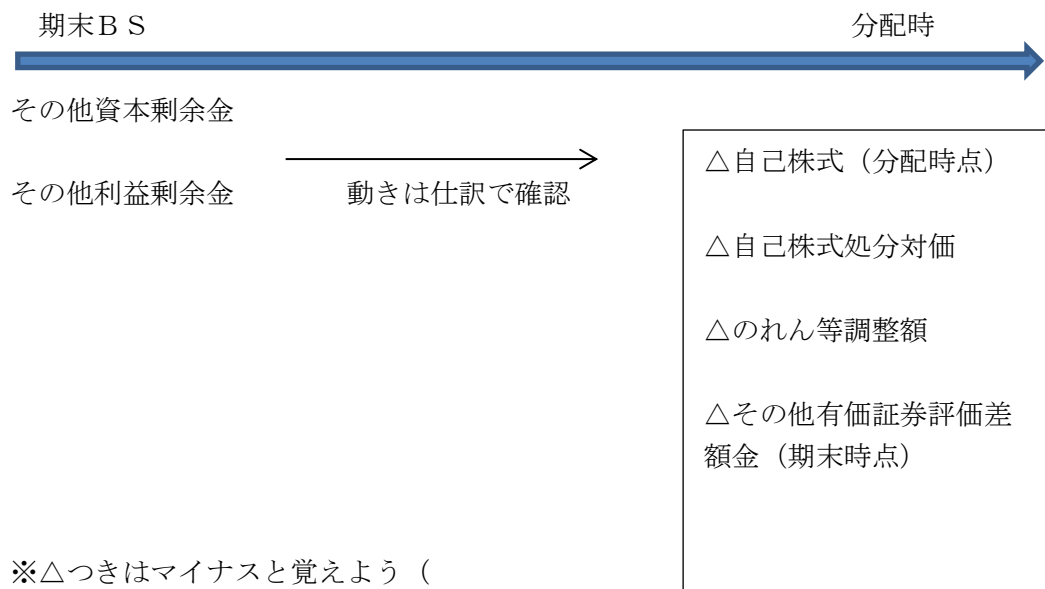 期末ＢＳ
分配時
その他資本剰余金
その他利益剰余金
動きは仕訳で確認
△自己株式（分配時点）
△自己株式処分対価
△のれん等調整額
△その他有価証券評価差
額金（期末時点）
※△つきはマイナスと覚えよう（